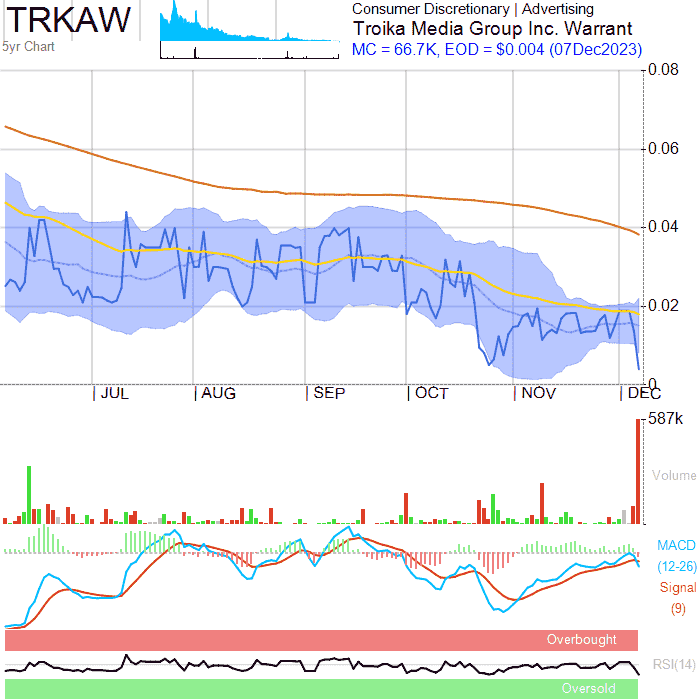 TRKAW
5yr Chart
Consumer Discretionary | Advertising
Troika Media Group Inc. Warrant
MC = 66.7K, EOD = $0.004 (07Dec2023)
0.08
0.06
0.04
0.02
0
JUL AUG SEP OCT NOV DEC
587k
Volume
MACD
(12-26)
Signal
(9)
Overbought
RSI(14)
Oversold